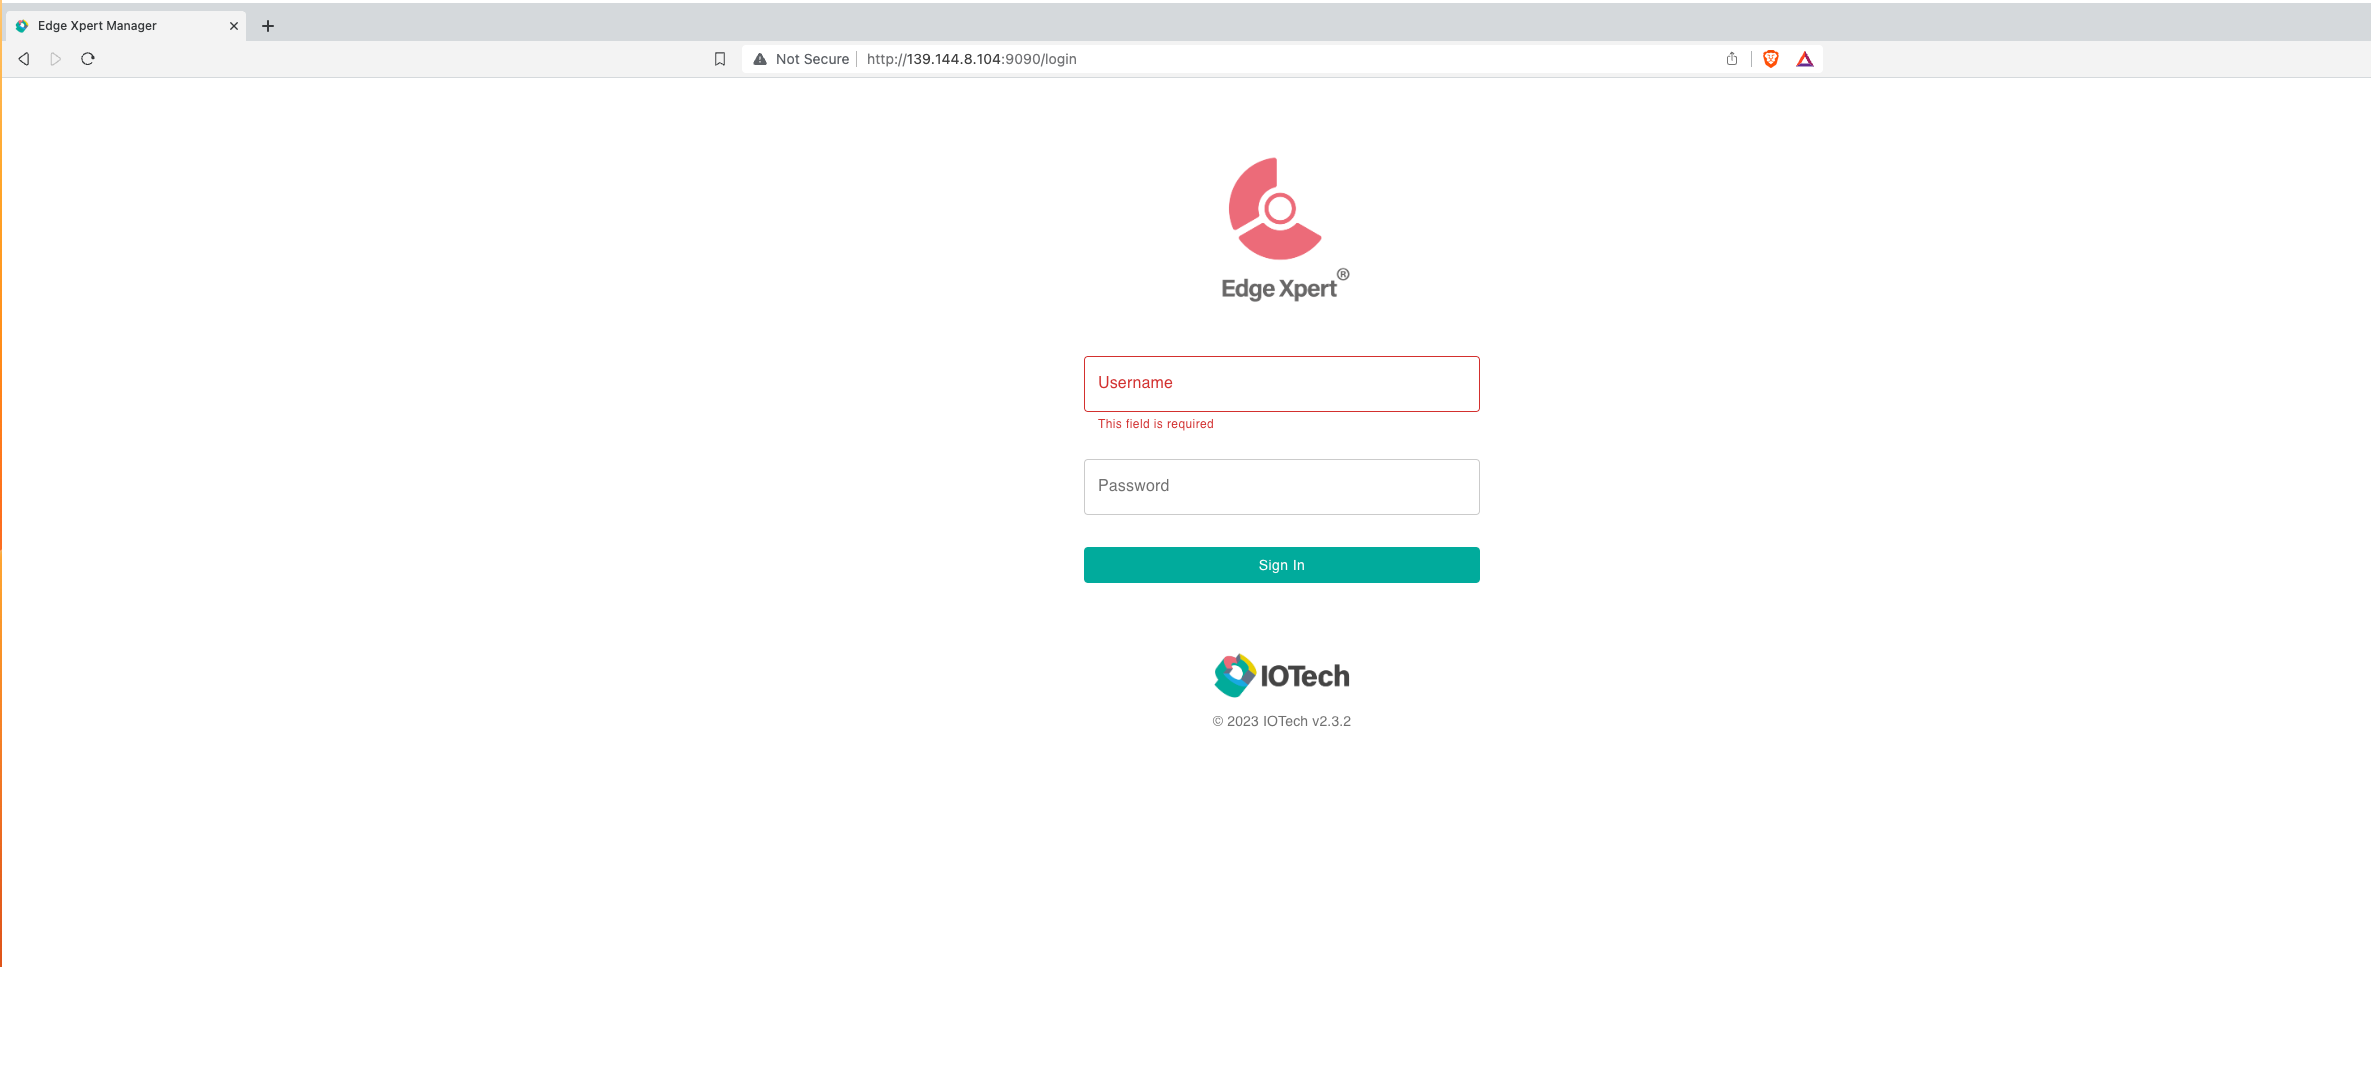 Edge Xpert Manager
Not Secure http://139.144.8.104:9090/login
Edge Xpert®
Username
This field is required
Password
Sign In
IOTech
© 2023 IOTech v2.3.2